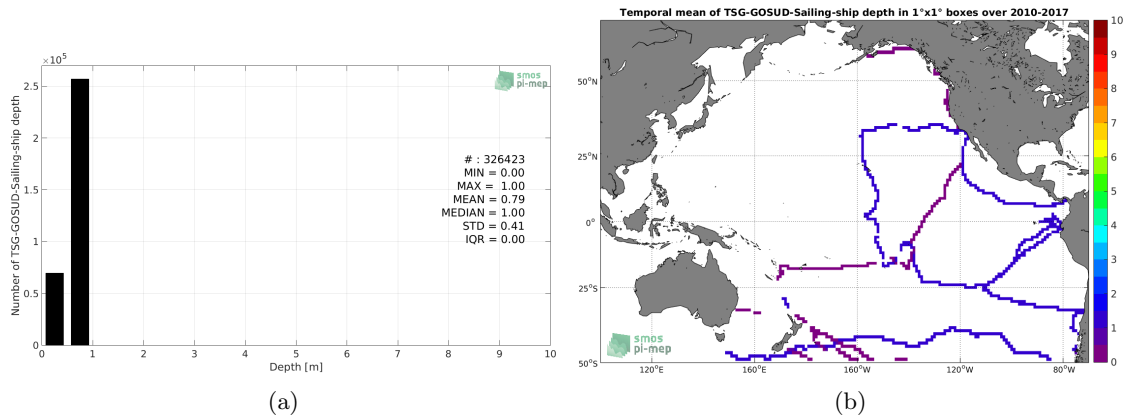 Temporal mean of TSG-GOSUD-Sailing-ship depth in 1°x1° boxes over 2010-2017
×10⁵
2.5
2
1.5
1
0.5
0
Number of TSG-GOSUD-Sailing-ship depth
smos
pi-mep
# : 326423
MIN = 0.00
MAX = 1.00
MEAN = 0.79
MEDIAN = 1.00
STD = 0.41
IQR = 0.00
0 1 2 3 4 5 6 7 8 9 10
Depth [m]
50°N
25°N
0°
25°S
50°S
120°E 160°E 160°W 120°W 80°W
smos
pi-mep
10
9
8
7
6
5
4
3
2
1
0
(a)
(b)